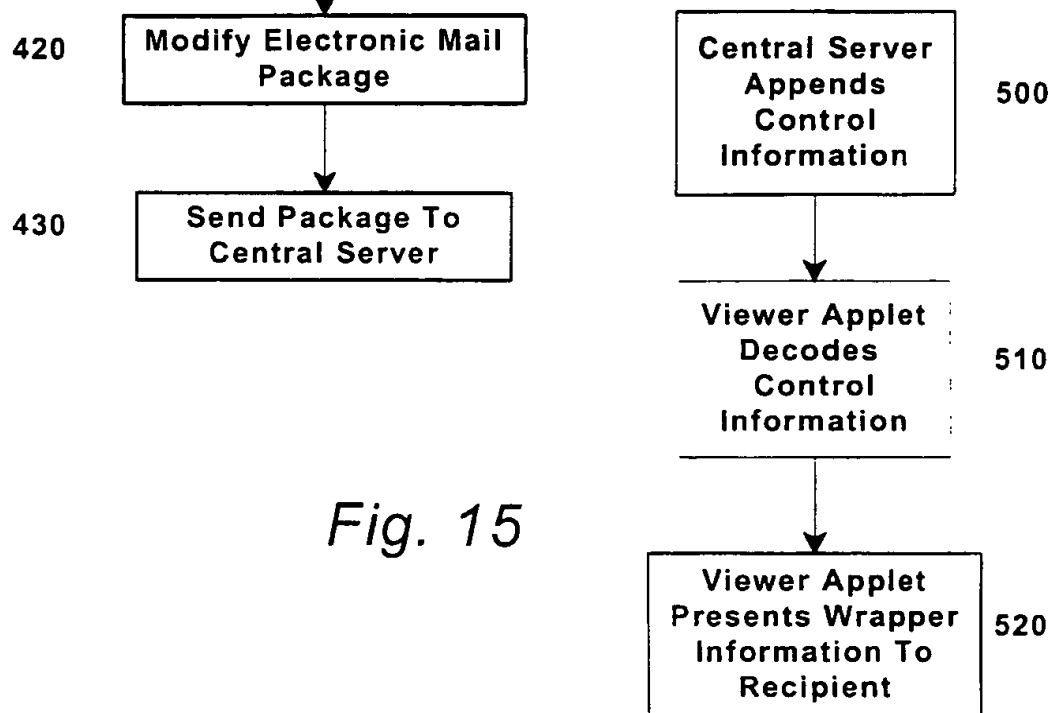 420
Modify Electronic Mail
Package
430
Send Package To
Central Server
Fig. 15
Central Server
Appends
Control
Information
500
Viewer Applet
Decodes
Control
Information
510
Viewer Applet
Presents Wrapper
Information To
Recipient
520